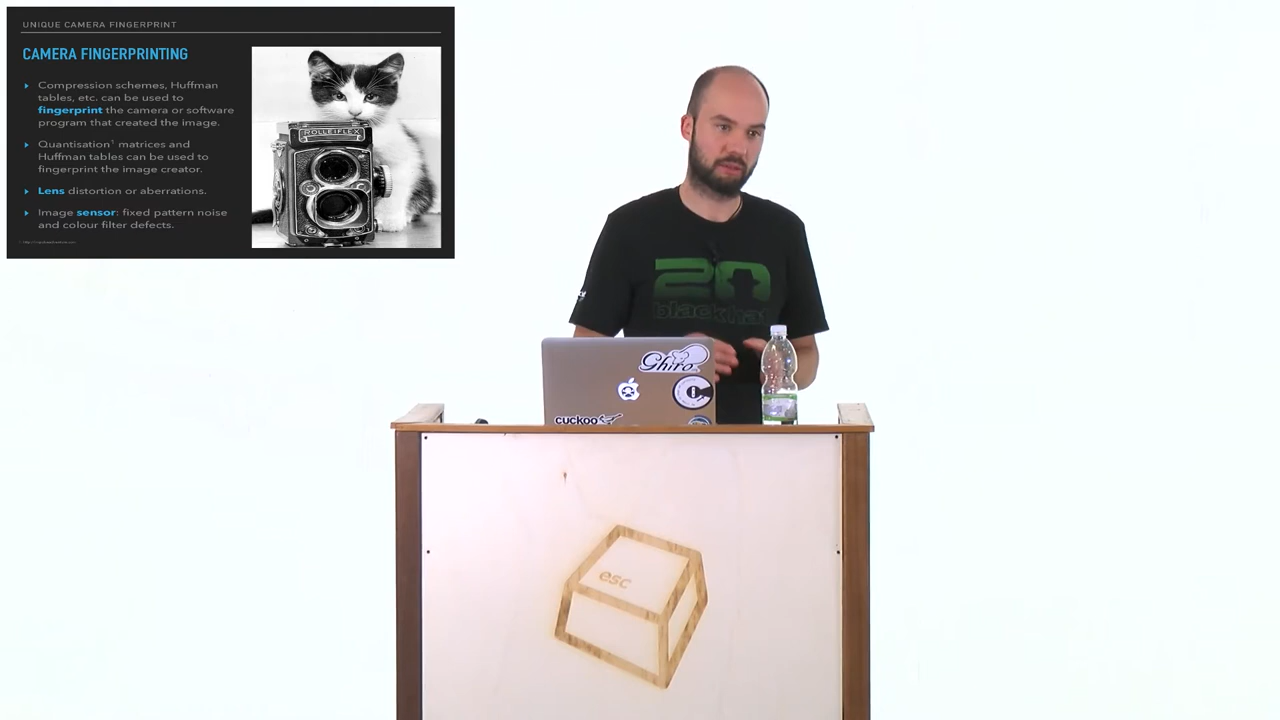 UNIQUE CAMERA FINGERPRINT
CAMERA FINGERPRINTING
Compression schemes, Huffman
tables, etc. can be used to
fingerprint the camera or software
program that created the image.
Quantisation¹ matrices and
Huffman tables can be used to
fingerprint the image creator.
Lens distortion or aberrations.
Image sensor: fixed pattern noise
and colour filter defects.
ROLLEIFLEX
20
blackhat
Ghiro
cuckoo
esc